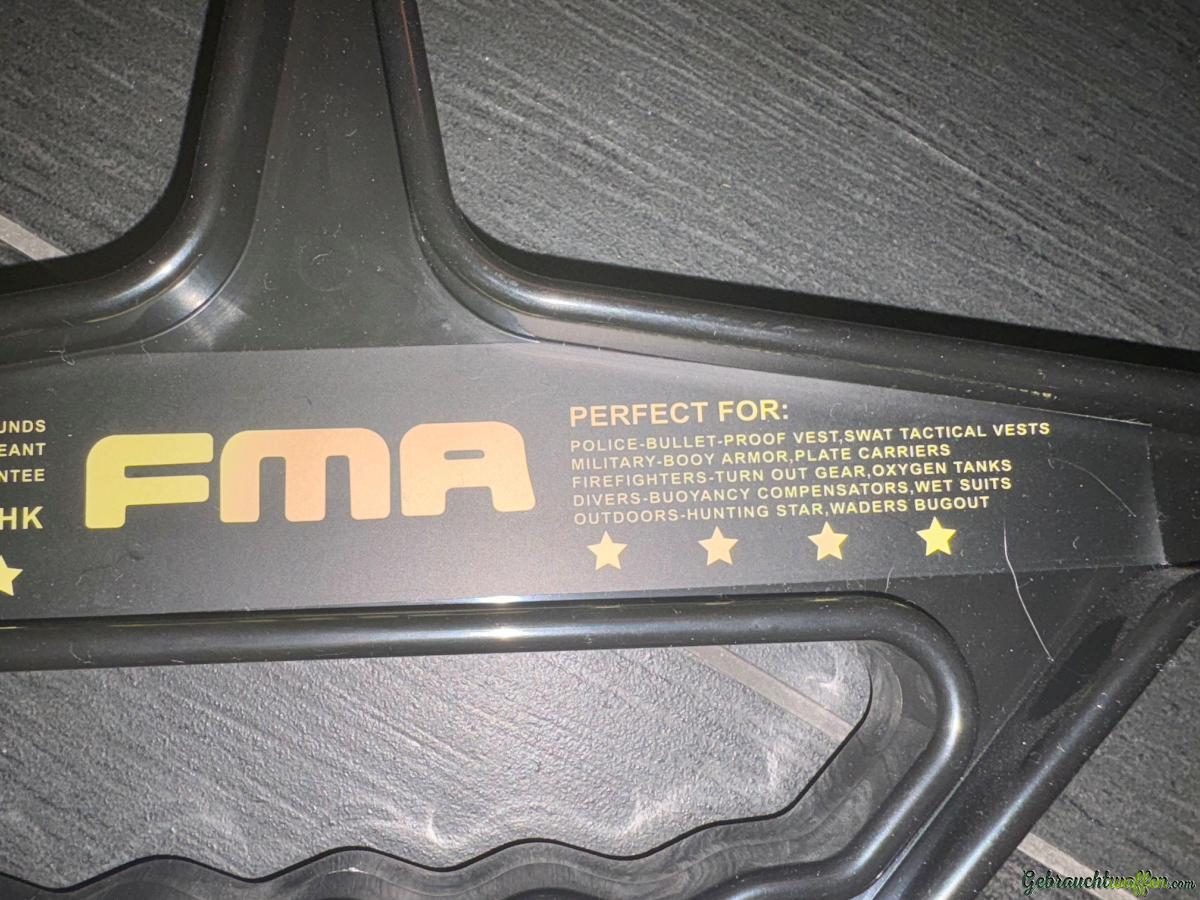 UNDS
EANT
NTEE
HK
FMA
PERFECT FOR:
POLICE-BULLET-PROOF VEST,SWAT TACTICAL VESTS
MILITARY-BOOY ARMOR,PLATE CARRIERS
FIREFIGHTERS-TURN OUT GEAR,OXYGEN TANKS
DIVERS-BUOYANCY COMPENSATORS,WET SUITS
OUTDOORS-HUNTING STAR,WADERS BUGOUT
Gebrauchtwaffen.com